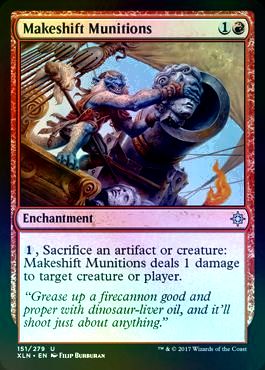 Makeshift Munitions 1
Enchantment
1, Sacrifice an artifact or creature:
Makeshift Munitions deals 1 damage
to target creature or player.
"Grease up a firecannon good and
proper with dinosaur-liver oil, and it'll
shoot just about anything."
151/279 U
XLN • EN Filip Burburan
™ & © 2017 Wizards of the Coast